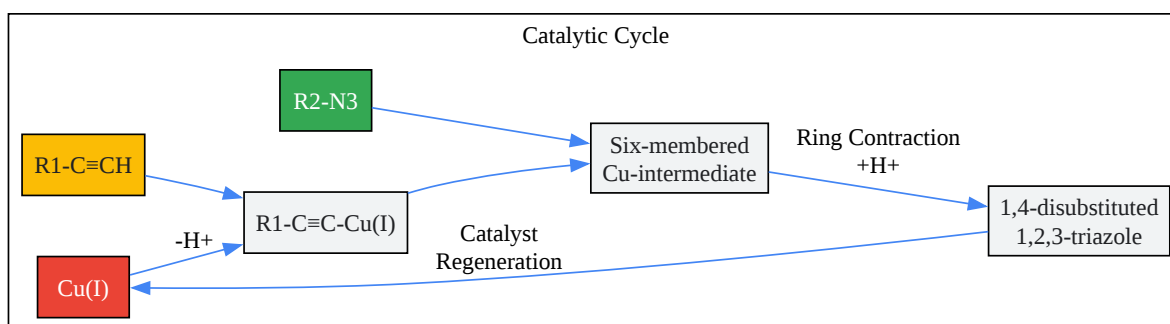 Catalytic Cycle
R2-N3
R1-C≡CH
Six-membered
Cu-intermediate
Ring Contraction
+H+
R1-C≡C-Cu(I)
1,4-disubstituted
1,2,3-triazole
-H+
Catalyst
Regeneration
Cu(I)